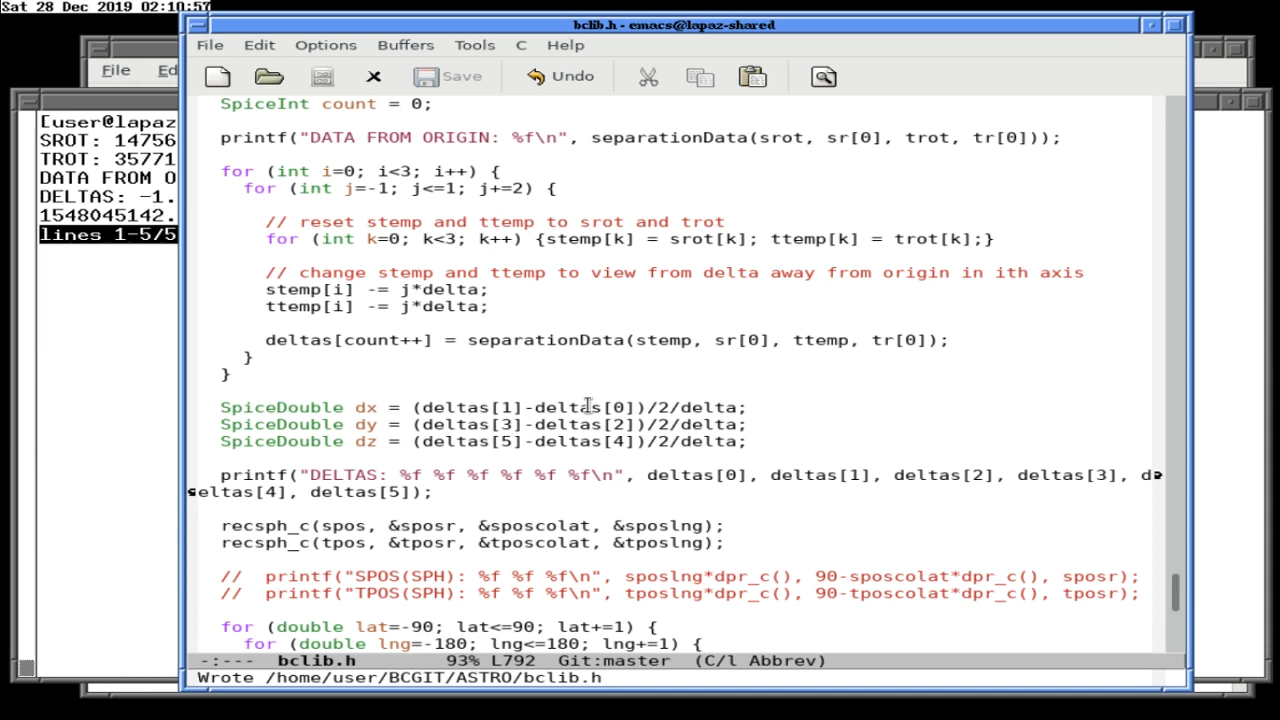 Sat 28 Dec 2019 02:10:57
bclib.h - emacs@lapaz-shared
File Edit Options Buffers Tools C Help
Save Undo
File Ed
[user@lapaz
SROT: 14756
TROT: 35771
DATA FROM O
DELTAS: -1.
1548045142.
lines 1-5/5
SpiceInt count = 0;
printf("DATA FROM ORIGIN: %f\n", separationData(srot, sr[0], trot, tr[0]));
for (int i=0; i<3; i++) {
for (int j=-1; j<=1; j+=2) {
// reset stemp and ttemp to srot and trot
for (int k=0; k<3; k++) {stemp[k] = srot[k]; ttemp[k] = trot[k];}
// change stemp and ttemp to view from delta away from origin in ith axis
stemp[i] -= j*delta;
ttemp[i] -= j*delta;
deltas[count++] = separationData(stemp, sr[0], ttemp, tr[0]);
}
}
SpiceDouble dx = (deltas[1]-deltas[0])/2/delta;
SpiceDouble dy = (deltas[3]-deltas[2])/2/delta;
SpiceDouble dz = (deltas[5]-deltas[4])/2/delta;
printf("DELTAS: %f %f %f %f %f %f\n", deltas[0], deltas[1], deltas[2], deltas[3], d
eltas[4], deltas[5]);
recsph_c(spos, &sposr, &sposcolat, &sposlng);
recsph_c(tpos, &tposr, &tposcolat, &tposlng);
// printf("SPOS(SPH): %f %f %f\n", sposlng*dpr_c(), 90-sposcolat*dpr_c(), sposr);
// printf("TPOS(SPH): %f %f %f\n", tposlng*dpr_c(), 90-tposcolat*dpr_c(), tposr);
for (double lat=-90; lat<=90; lat+=1) {
for (double lng=-180; lng<=180; lng+=1) {
-:--- bclib.h 93% L792 Git:master (C/l Abbrev)
Wrote /home/user/BCGIT/ASTRO/bclib.h